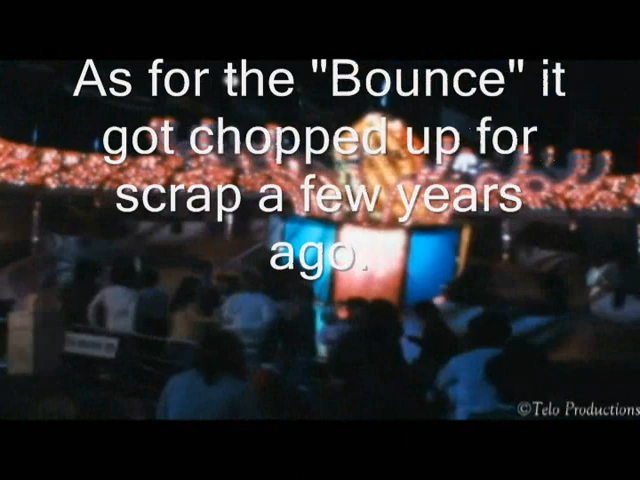 As for the "Bounce" it
got chopped up for
scrap a few years
ago.
©Telo Productions